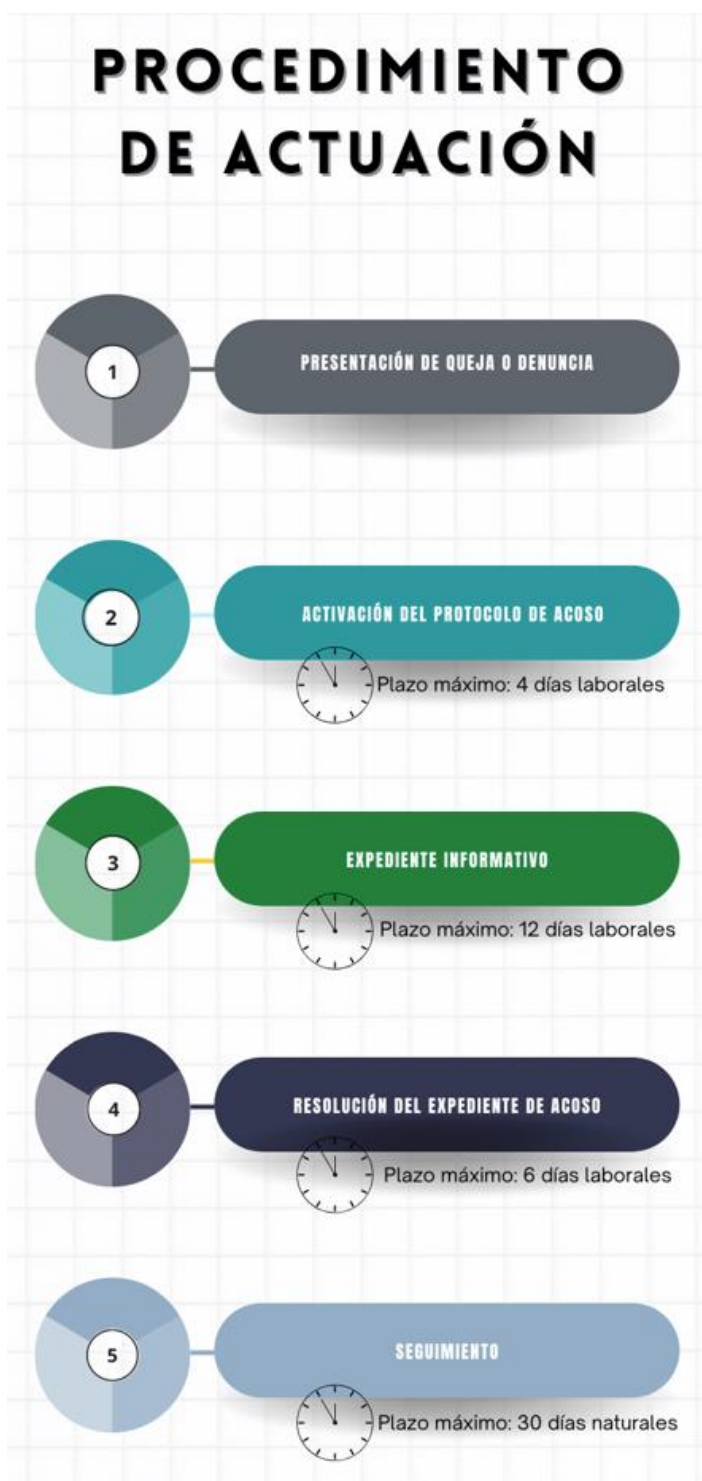 PROCEDIMIENTO
DE ACTUACIÓN
1
PRESENTACIÓN DE QUEJA O DENUNCIA
2
ACTIVACIÓN DEL PROTOCOLO DE ACOSO
Plazo máximo: 4 días laborales
3
EXPEDIENTE INFORMATIVO
Plazo máximo: 12 días laborales
4
RESOLUCIÓN DEL EXPEDIENTE DE ACOSO
Plazo máximo: 6 días laborales
5
SEGUIMIENTO
Plazo máximo: 30 días naturales